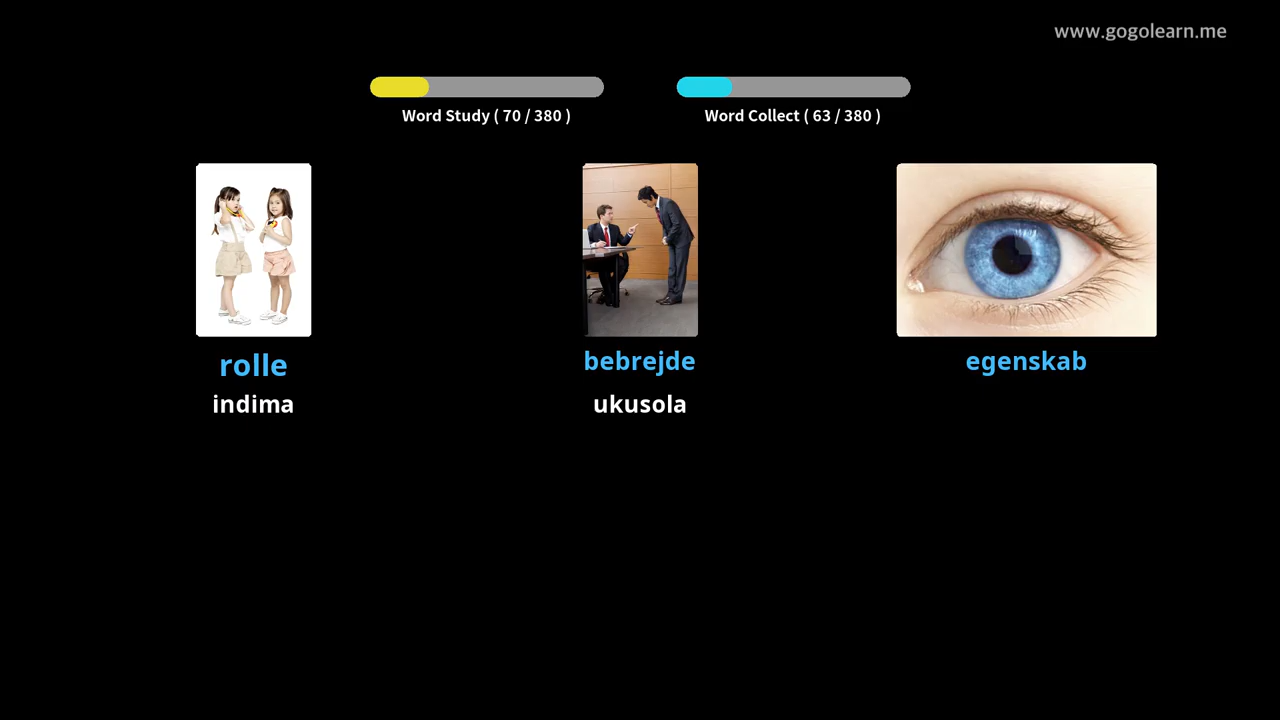 www.gogolearn.me
Word Study ( 70 / 380 )
Word Collect ( 63 / 380 )
rolle
bebrejde
egenskab
indima
ukusola